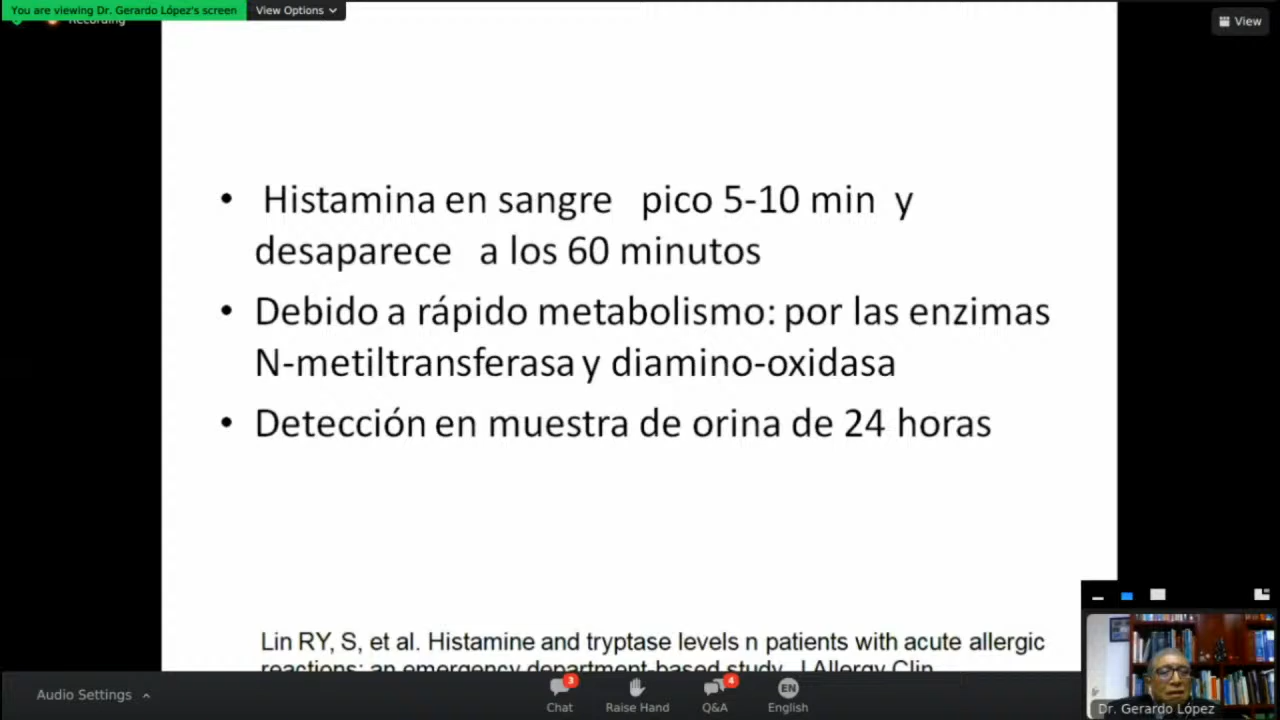 You are viewing Dr. Gerardo López's screen
View Options
Recording
View
• Histamina en sangre pico 5-10 min y
desaparece a los 60 minutos
• Debido a rápido metabolismo: por las enzimas
N-metiltransferasa y diamino-oxidasa
• Detección en muestra de orina de 24 horas
Lin RY, S, et al. Histamine and tryptase levels n patients with acute allergic
reactions: an emergency department-based study. J Allergy Clin
Audio Settings
3
4
EN
Chat
Raise Hand
Q&A
English
Dr. Gerardo López